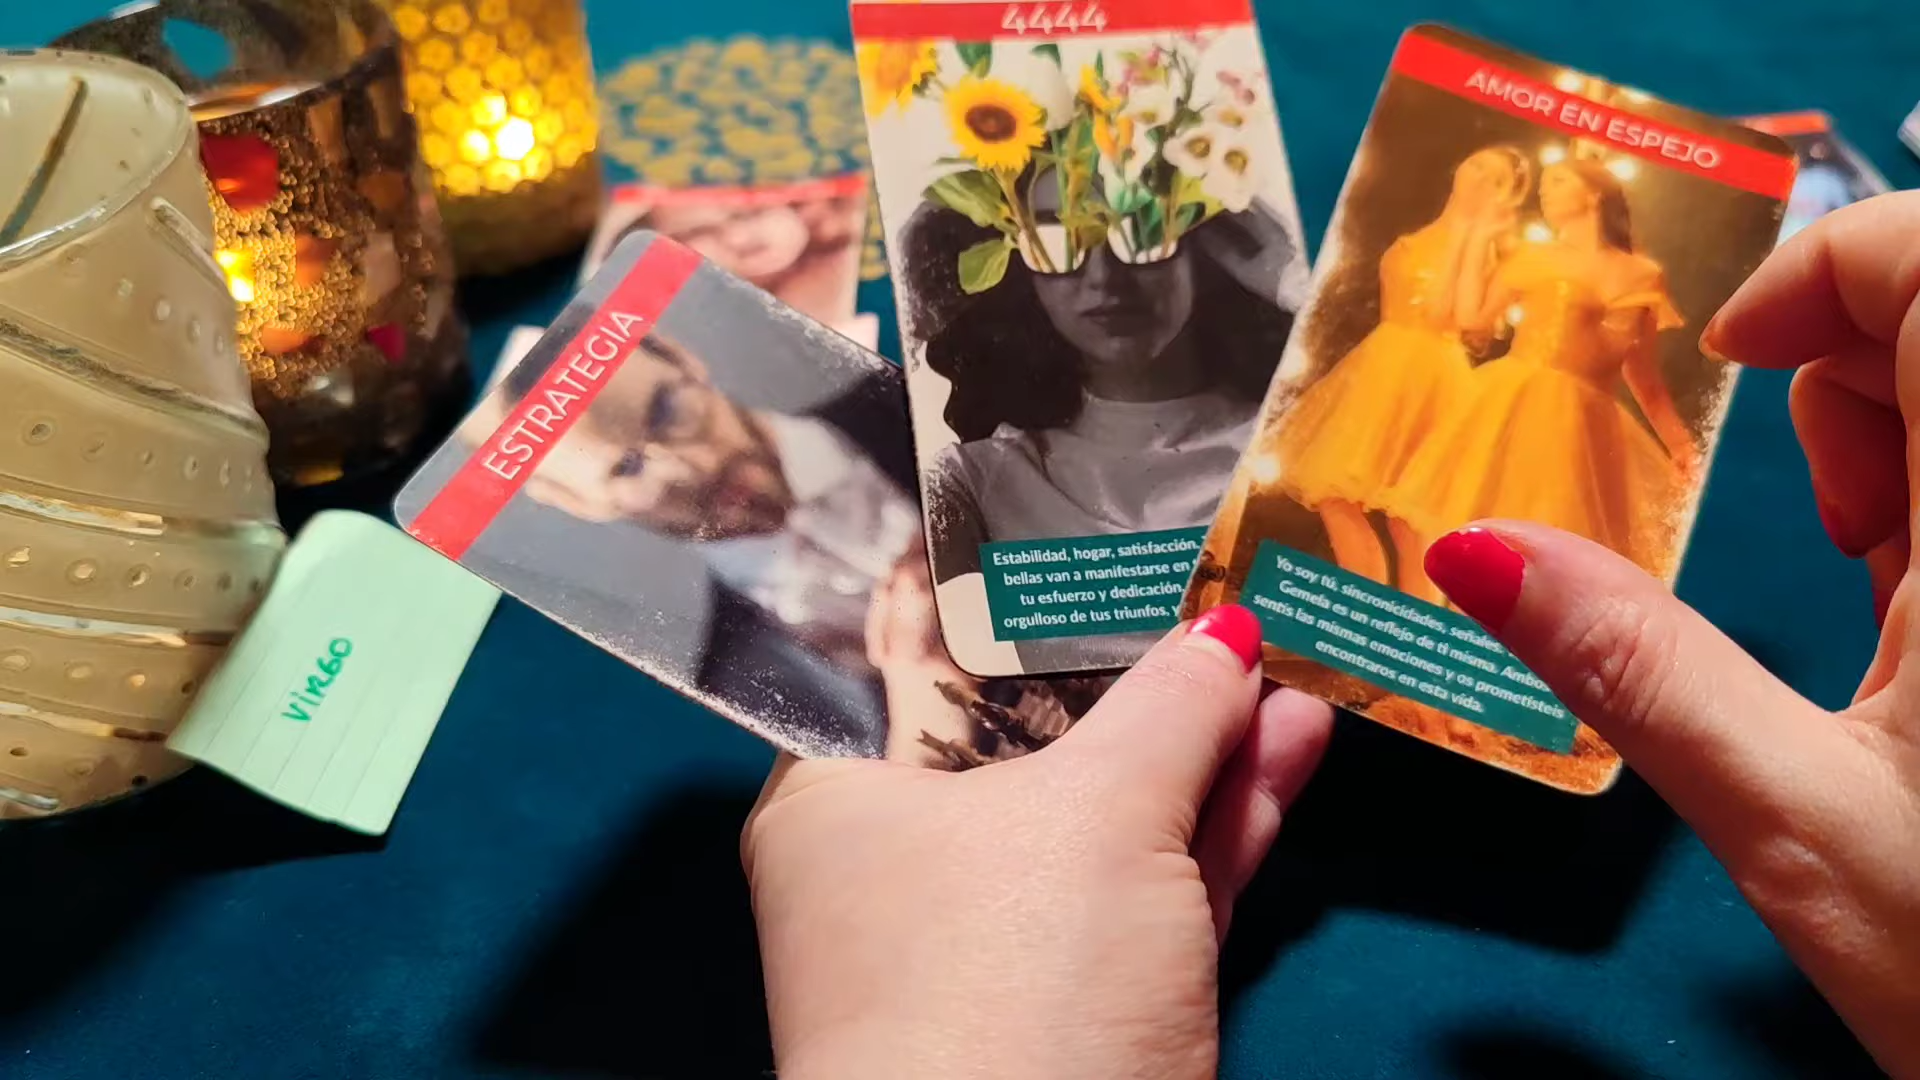 4444
AMOR EN ESPEJO
ESTRATEGIA
Estabilidad, hogar, satisfacción.
bellas van a manifestarse en
tu esfuerzo y dedicación
orgulloso de tus triunfos, y
Yo soy tú, sincronicidades, señales.
Gemela es un reflejo de ti misma. Ambos
sentís las mismas emociones y os prometisteis
encontraros en esta vida.
VIRGO